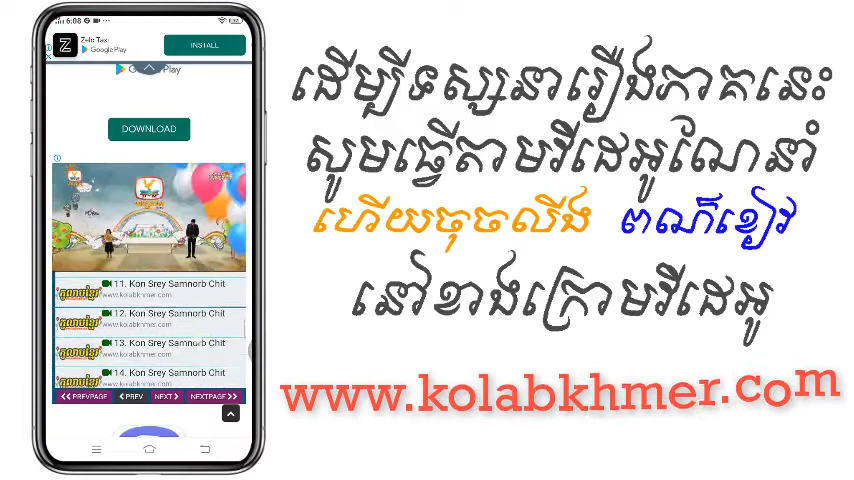 6:08
Zelo Taxi
Google Play
INSTALL
Google Play
DOWNLOAD
11. Kon Srey Samnorb Chit
www.kolabkhmer.com
12. Kon Srey Samnorb Chit
www.kolabkhmer.com
13. Kon Srey Samnorb Chit
www.kolabkhmer.com
14. Kon Srey Samnorb Chit
www.kolabkhmer.com
PREVPAGE PREV NEXT NEXTPAGE
ដើម្បីទស្សនារឿងភាគនេះ
សូមធ្វើតាមវីដេអូណែនាំ
ហើយចុចលីង ពណ៌ខៀវ
នៅខាងក្រោមវីដេអូ
www.kolabkhmer.com